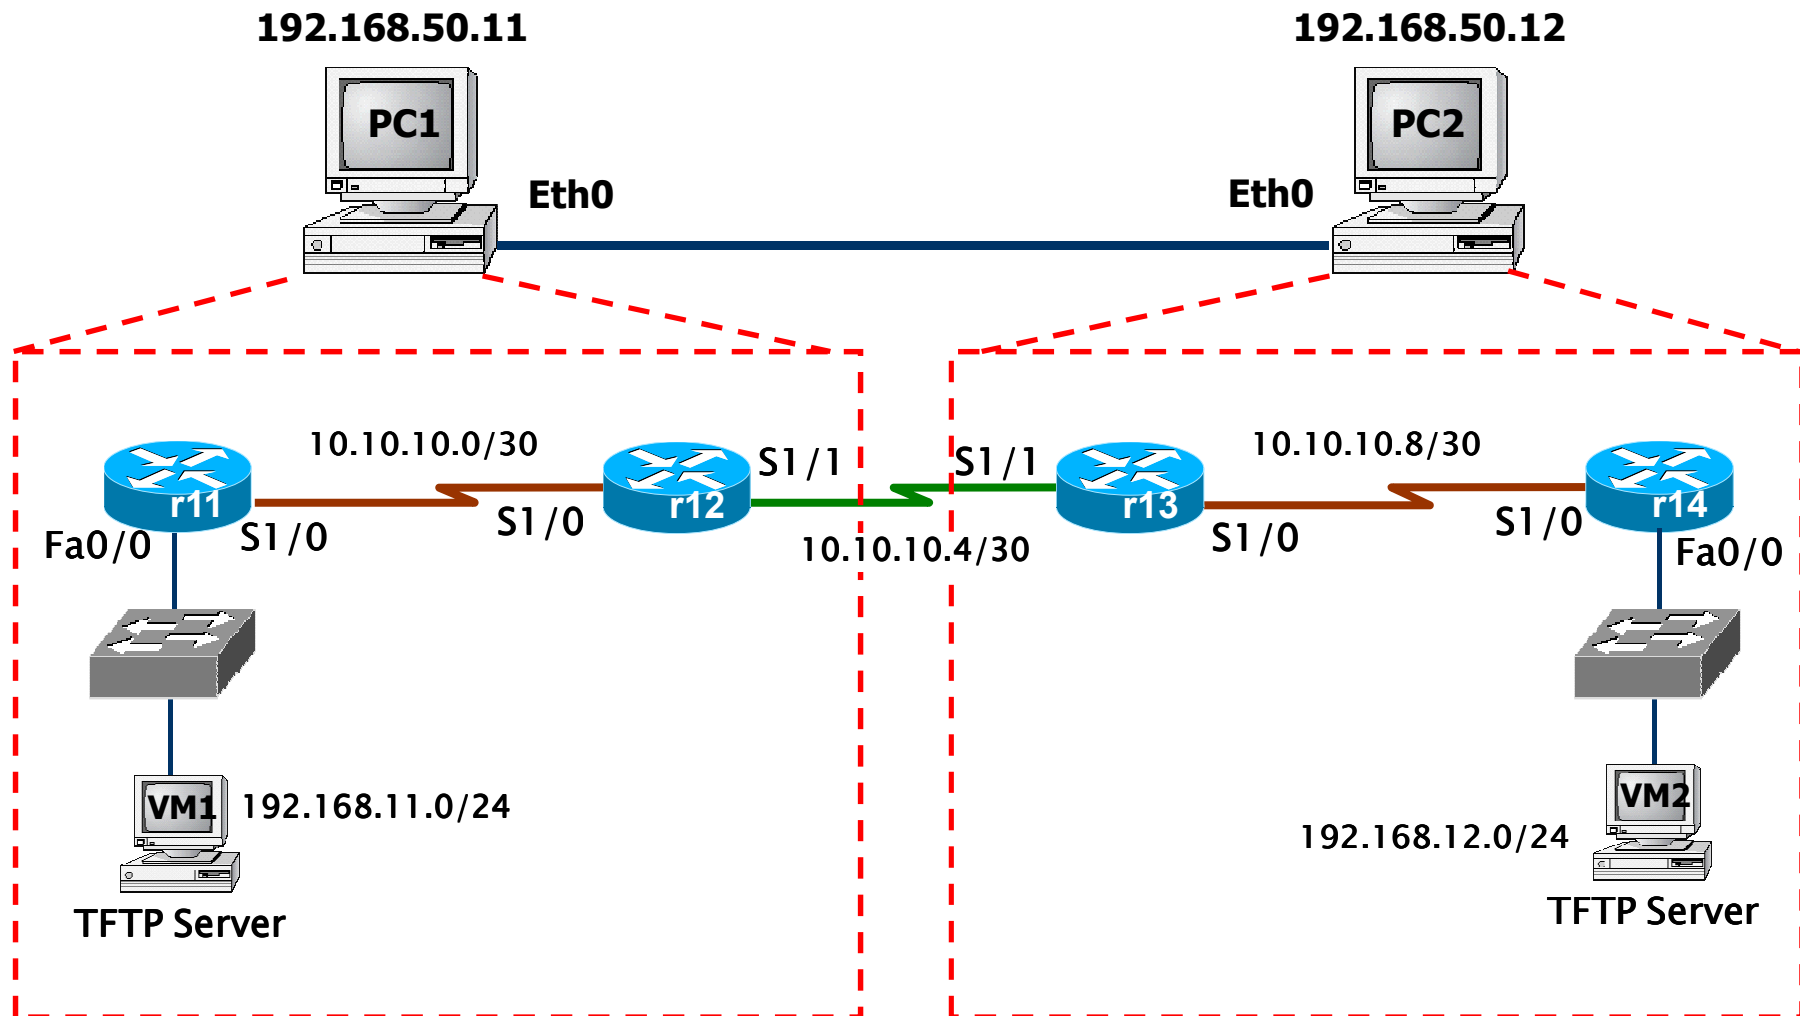 192.168.50.11
192.168.50.12
PC1
PC2
Eth0
Eth0
10.10.10.0/30
10.10.10.8/30
S1/1
S1/1
r11
r12
r13
r14
S1/0
S1/0
S1/0
S1/0
Fa0/0
10.10.10.4/30
Fa0/0
VM1
192.168.11.0/24
VM2
192.168.12.0/24
TFTP Server
TFTP Server